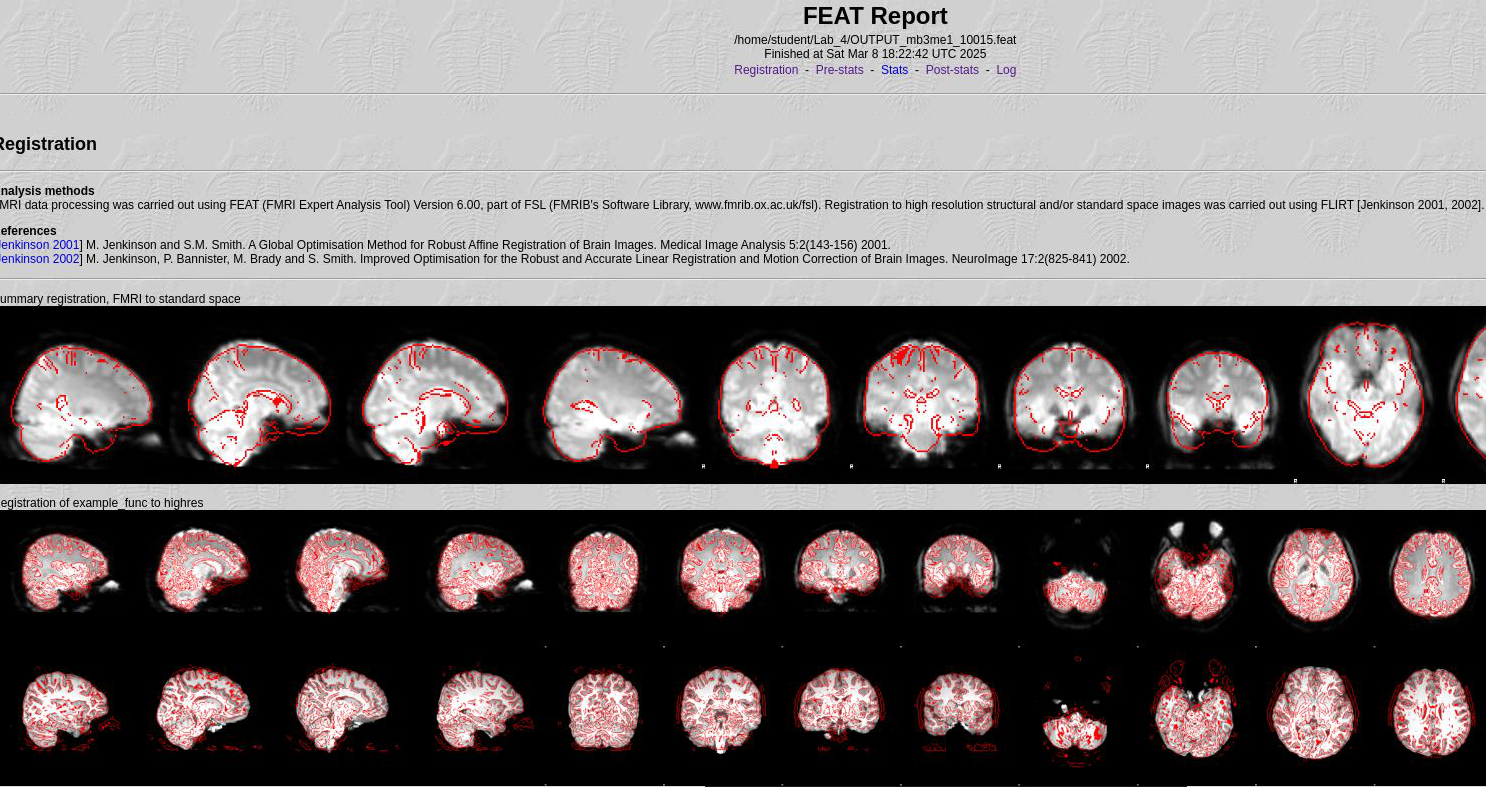 FEAT Report
/home/student/Lab_4/OUTPUT_mb3me1_10015.feat
Finished at Sat Mar 8 18:22:42 UTC 2025
Registration - Pre-stats - Stats - Post-stats - Log
Registration
nalysis methods
MRI data processing was carried out using FEAT (FMRI Expert Analysis Tool) Version 6.00, part of FSL (FMRIB's Software Library, www.fmrib.ox.ac.uk/fsl). Registration to high resolution structural and/or standard space images was carried out using FLIRT [Jenkinson 2001, 2002].
eferences
Jenkinson 2001] M. Jenkinson and S.M. Smith. A Global Optimisation Method for Robust Affine Registration of Brain Images. Medical Image Analysis 5:2(143-156) 2001.
Jenkinson 2002] M. Jenkinson, P. Bannister, M. Brady and S. Smith. Improved Optimisation for the Robust and Accurate Linear Registration and Motion Correction of Brain Images. NeuroImage 17:2(825-841) 2002.
ummary registration, FMRI to standard space
egistration of example_func to highres